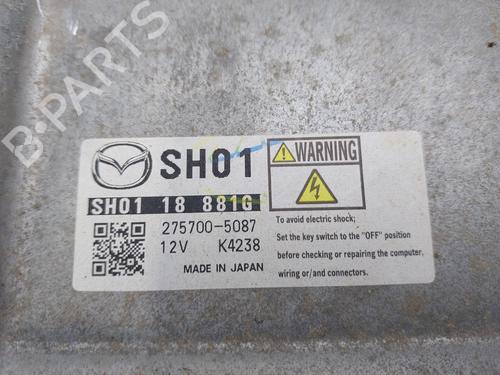 B-PARTS
SH01
WARNING
SH01 18 881G
275700-5087
12V K4238
MADE IN JAPAN
To avoid electric shock;
Set the key switch to the "OFF" position
before checking or repairing the computer,
wiring or/and connectors.